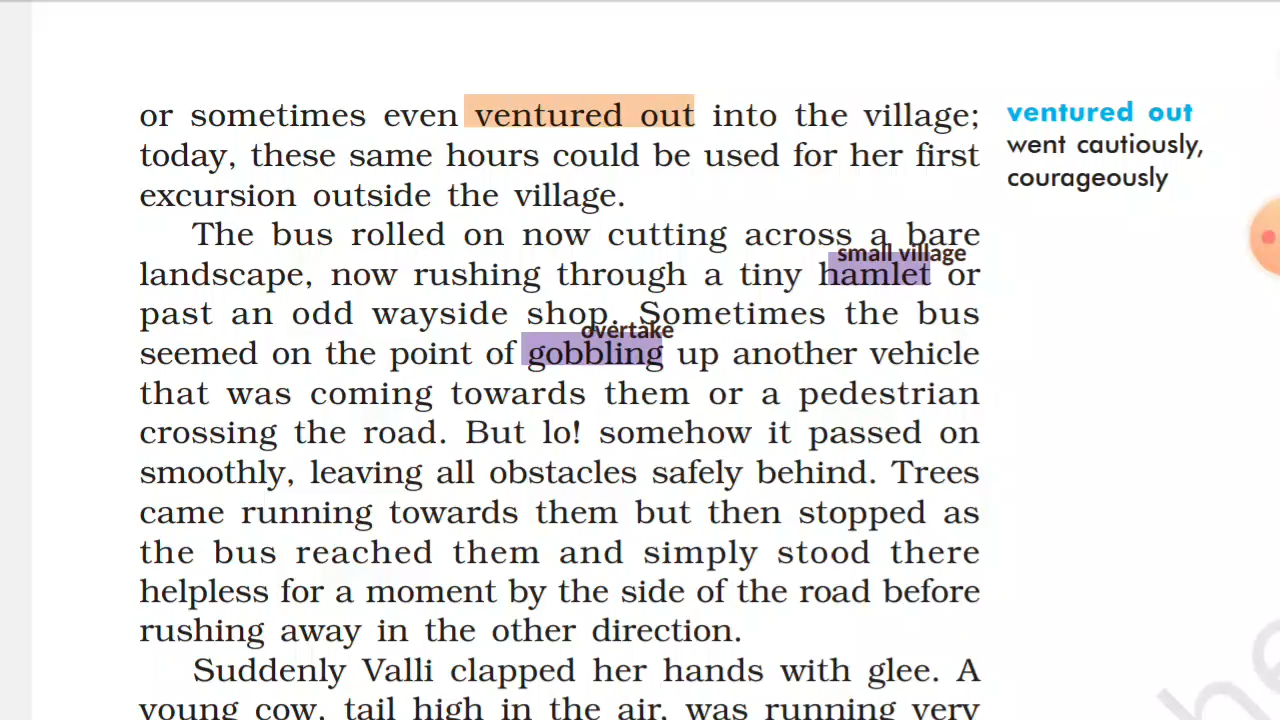 or sometimes even ventured out into the village;
today, these same hours could be used for her first
excursion outside the village.
The bus rolled on now cutting across a bare
small village
landscape, now rushing through a tiny hamlet or
past an odd wayside shop. Sometimes the bus
overtake
seemed on the point of gobbling up another vehicle
that was coming towards them or a pedestrian
crossing the road. But lo! somehow it passed on
smoothly, leaving all obstacles safely behind. Trees
came running towards them but then stopped as
the bus reached them and simply stood there
helpless for a moment by the side of the road before
rushing away in the other direction.
Suddenly Valli clapped her hands with glee. A
young cow, tail high in the air, was running very
ventured out
went cautiously,
courageously